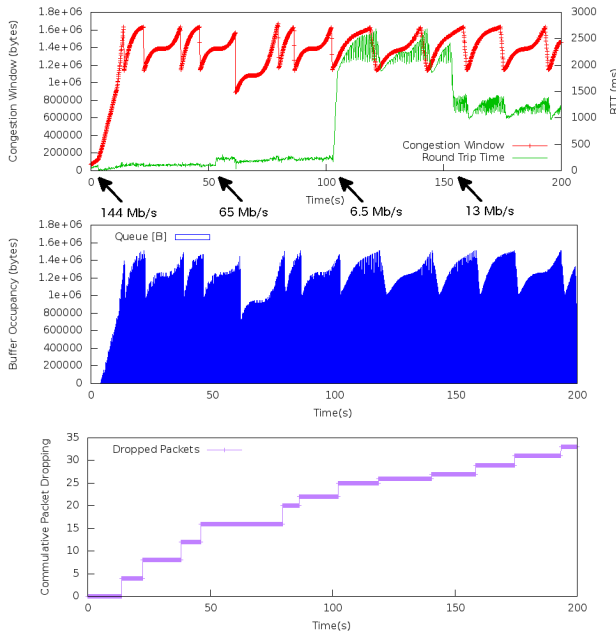 1.8e+06
1.6e+06
1.4e+06
1.2e+06
1e+06
800000
600000
400000
200000
0
Congestion Window (bytes)
3000
2500
2000
1500
1000
500
0
RTT (ms)
Congestion Window
Round Trip Time
0 50 100 150 200
Time(s)
144 Mb/s 65 Mb/s 6.5 Mb/s 13 Mb/s
1.8e+06
1.6e+06
1.4e+06
1.2e+06
1e+06
800000
600000
400000
200000
0
Buffer Occupancy (bytes)
Queue [B]
0 50 100 150 200
Time(s)
35
30
25
20
15
10
5
0
Commulative Packet Dropping
Dropped Packets
0 50 100 150 200
Time(s)